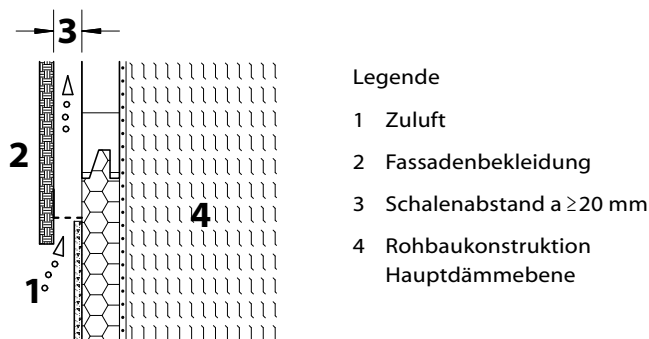 3
2
4
1
Legende
1 Zuluft
2 Fassadenbekleidung
3 Schalenabstand a ≥20 mm
4 Rohbaukonstruktion
Hauptdämmebene